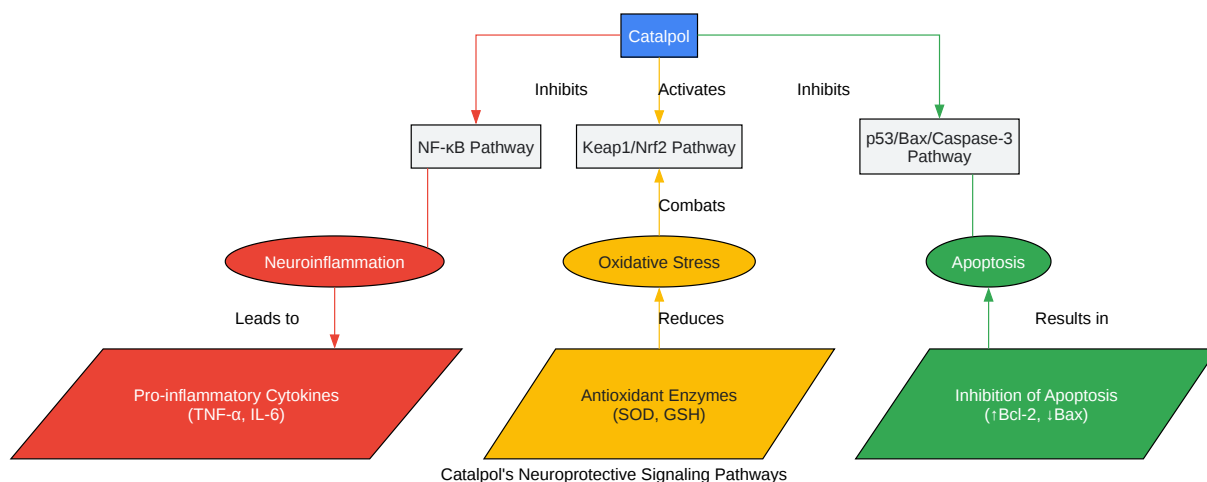 Catalpol
Inhibits
Activates
Inhibits
NF-κB Pathway
Keap1/Nrf2 Pathway
p53/Bax/Caspase-3
Pathway
Combats
Neuroinflammation
Oxidative Stress
Apoptosis
Leads to
Reduces
Results in
Pro-inflammatory Cytokines
(TNF-α, IL-6)
Antioxidant Enzymes
(SOD, GSH)
Inhibition of Apoptosis
(↑Bcl-2, ↓Bax)
Catalpol's Neuroprotective Signaling Pathways